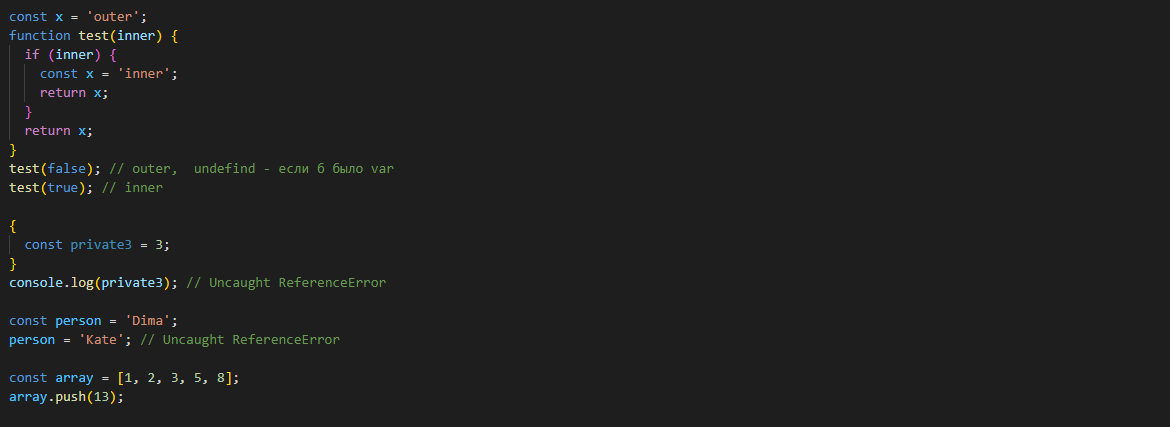 const x = 'outer';
function test(inner) {
  if (inner) {
    const x = 'inner';
    return x;
  }
  return x;
}
test(false); // outer,  undefind - если б было var
test(true); // inner

{
  const private3 = 3;
}
console.log(private3); // Uncaught ReferenceError

const person = 'Dima';
person = 'Kate'; // Uncaught ReferenceError

const array = [1, 2, 3, 5, 8];
array.push(13);